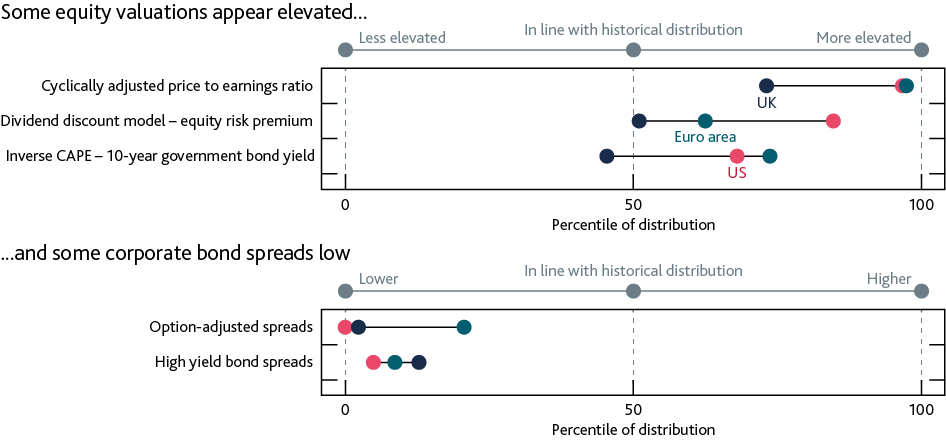 Some equity valuations appear elevated...
Less elevated
In line with historical distribution
More elevated
Cyclically adjusted price to earnings ratio
UK
Dividend discount model – equity risk premium
Euro area
Inverse CAPE – 10-year government bond yield
US
0
50
100
Percentile of distribution
...and some corporate bond spreads low
Lower
In line with historical distribution
Higher
Option-adjusted spreads
High yield bond spreads
0
50
100
Percentile of distribution